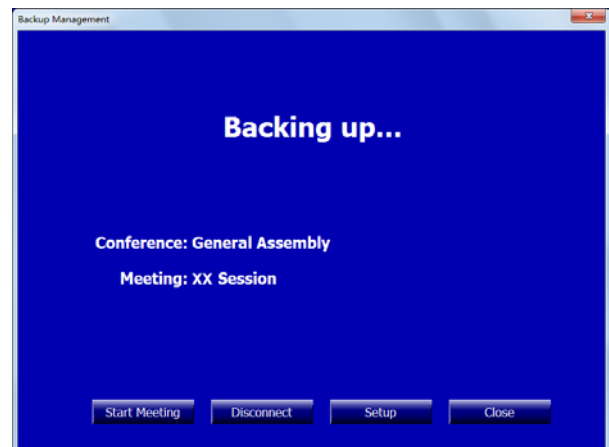 Backup Management
Backing up...
Conference: General Assembly
Meeting: XX Session
Start Meeting Disconnect Setup Close